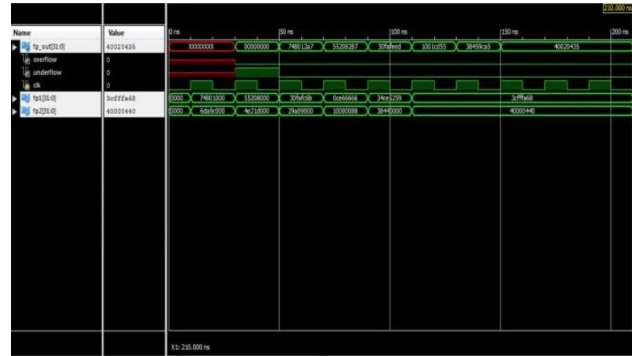 210.000 ns
Name Value 0 ns 50 ns 100 ns 150 ns 200 ns
fp_out[31:0] 40020435 XXXXXXXX 00000000 748012a7 55208287 30fafeed 1001cd55 38459ca5 40020435
overflow 0
underflow 0
clk 0
fp1[31:0] 3cfffa68 0000 74801000 55208000 30fafc6b 0ce66666 34ce3259 3cfffa68
fp2[31:0] 40000440 0000 6da9c000 4e21d000 29a09000 10000088 38440000 40000440
X1: 210.000 ns